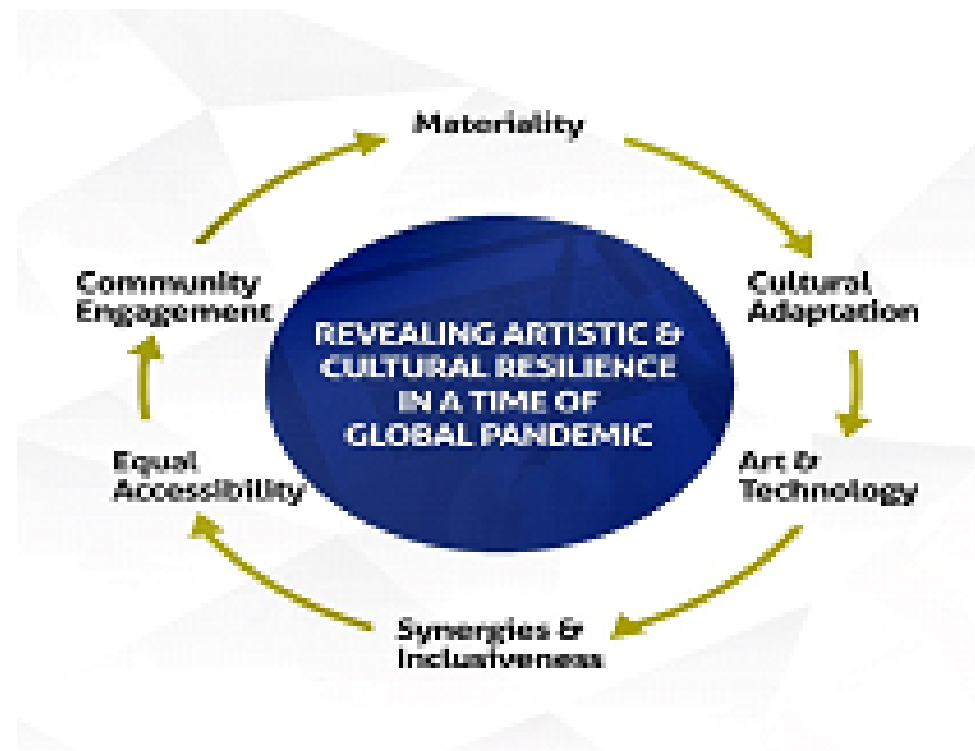 Materiality
Cultural
Adaptation
Art &
Technology
Synergies &
Inclusiveness
Equal
Accessibility
Community
Engagement
REVEALING ARTISTIC &
CULTURAL RESILIENCE
IN A TIME OF
GLOBAL PANDEMIC